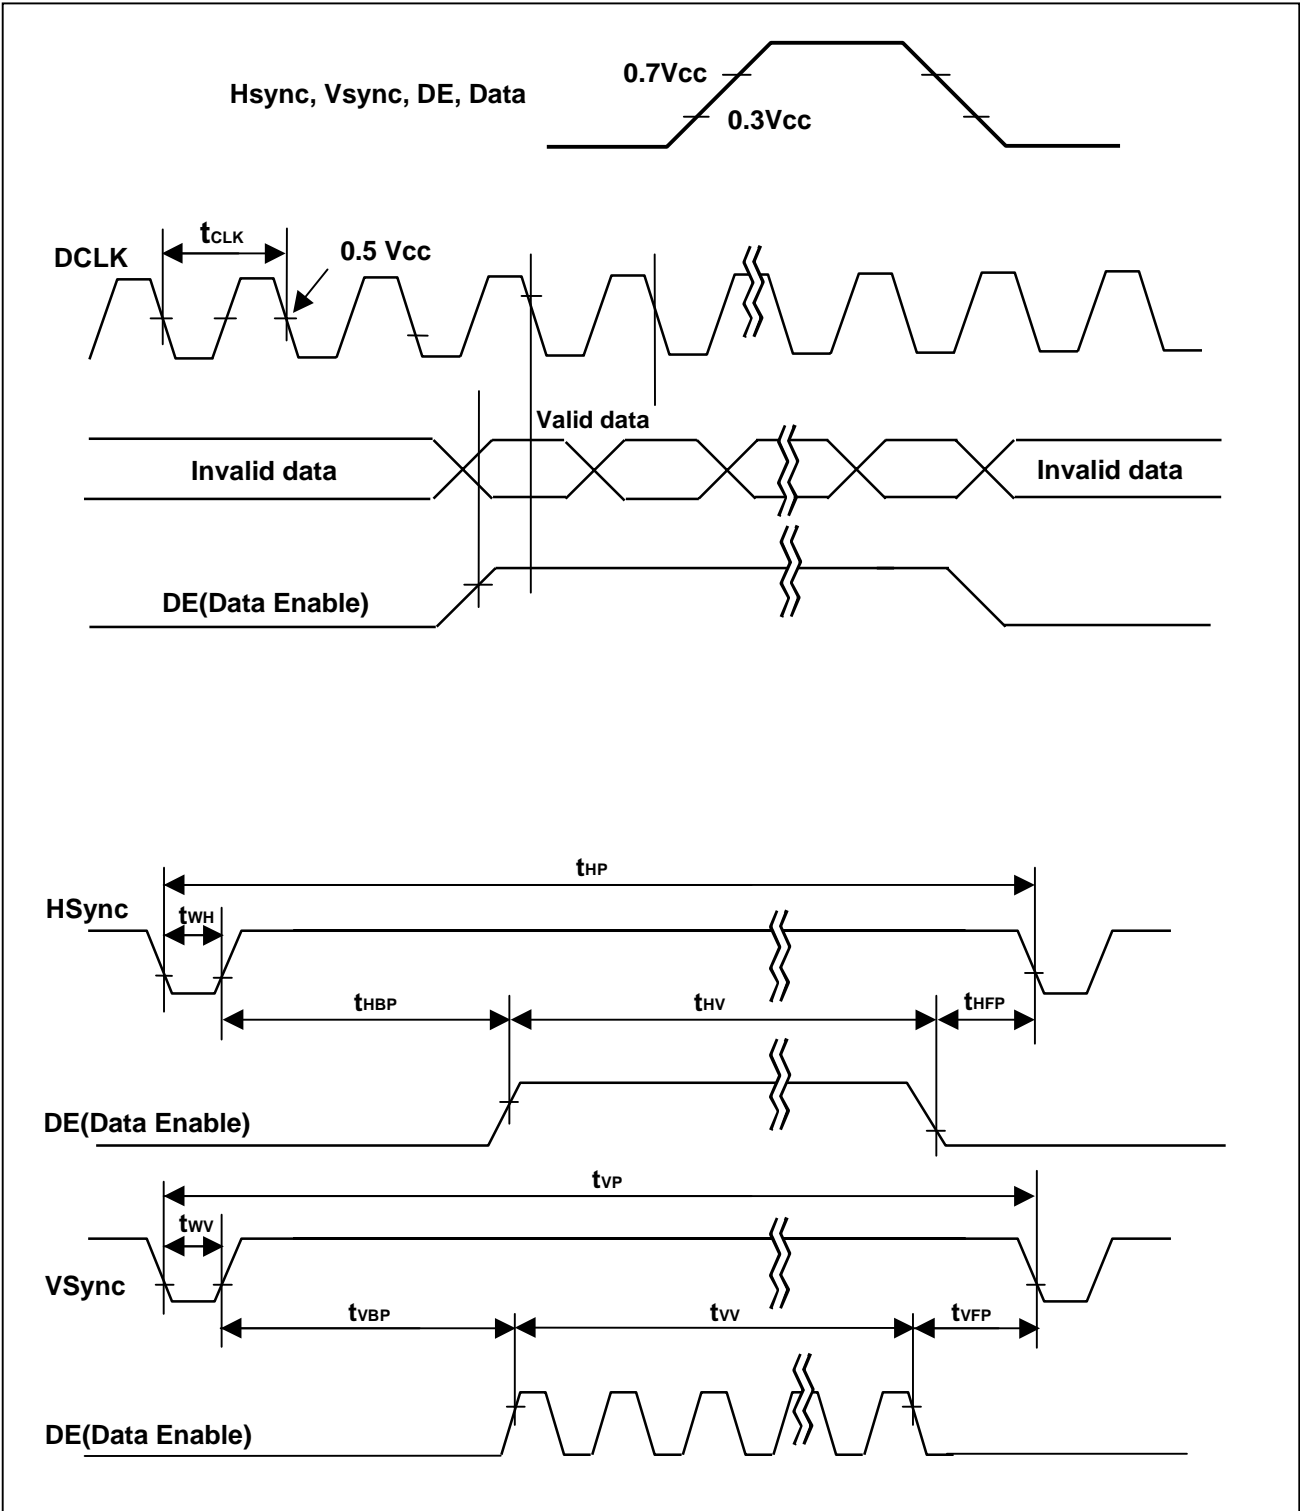 0.7Vcc
Hsync, Vsync, DE, Data
0.3Vcc
tCLK
DCLK
0.5 Vcc
Valid data
Invalid data
Invalid data
DE(Data Enable)
tHP
HSync
tWH
tHBP
tHV
tHFP
DE(Data Enable)
tVP
tWV
VSync
tVBP
tVV
tVFP
DE(Data Enable)